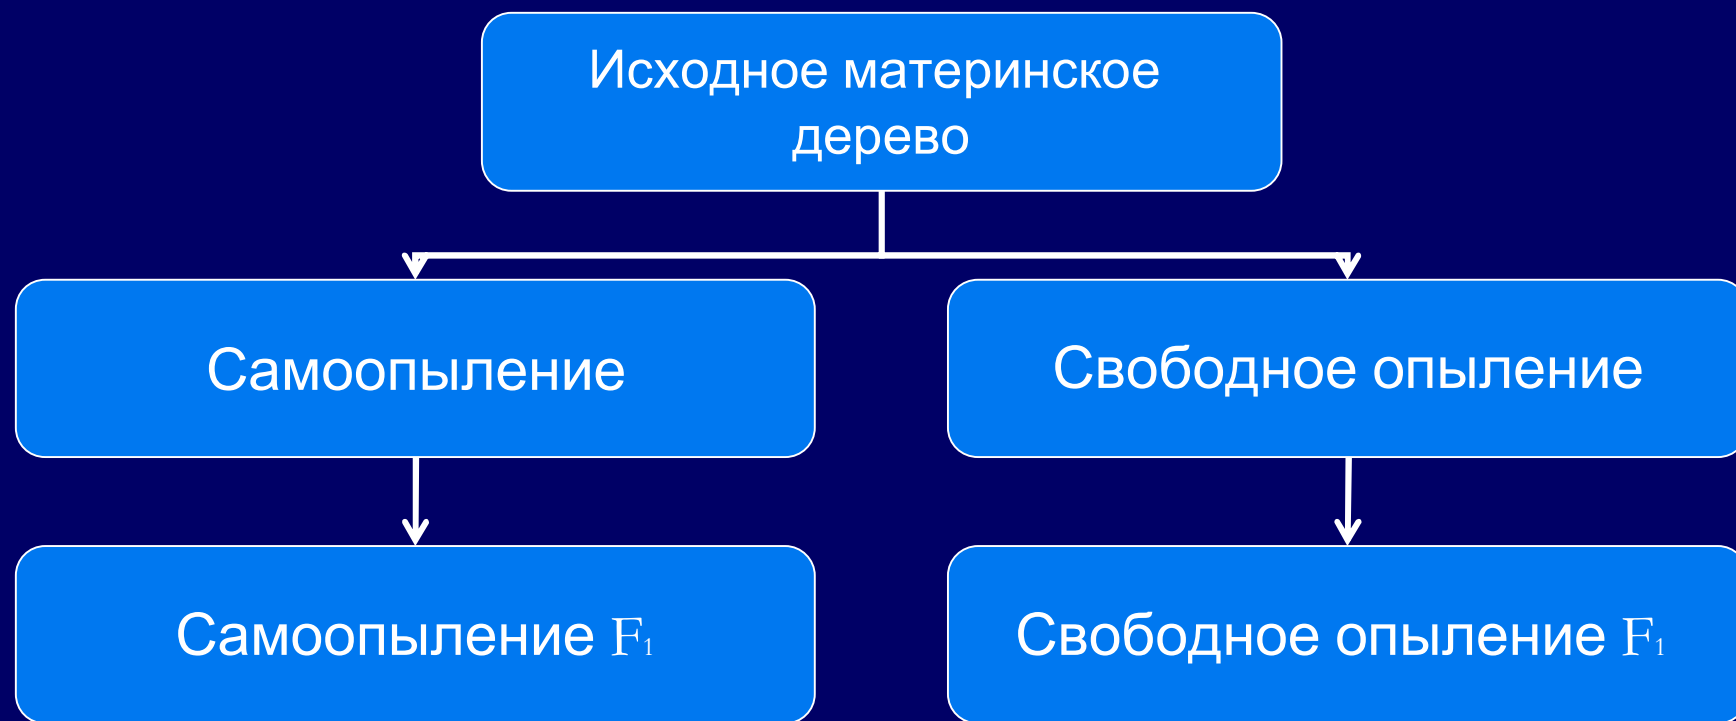 Исходное материнское
дерево
Самоопыление
Свободное опыление
Самоопыление F₁
Свободное опыление F₁